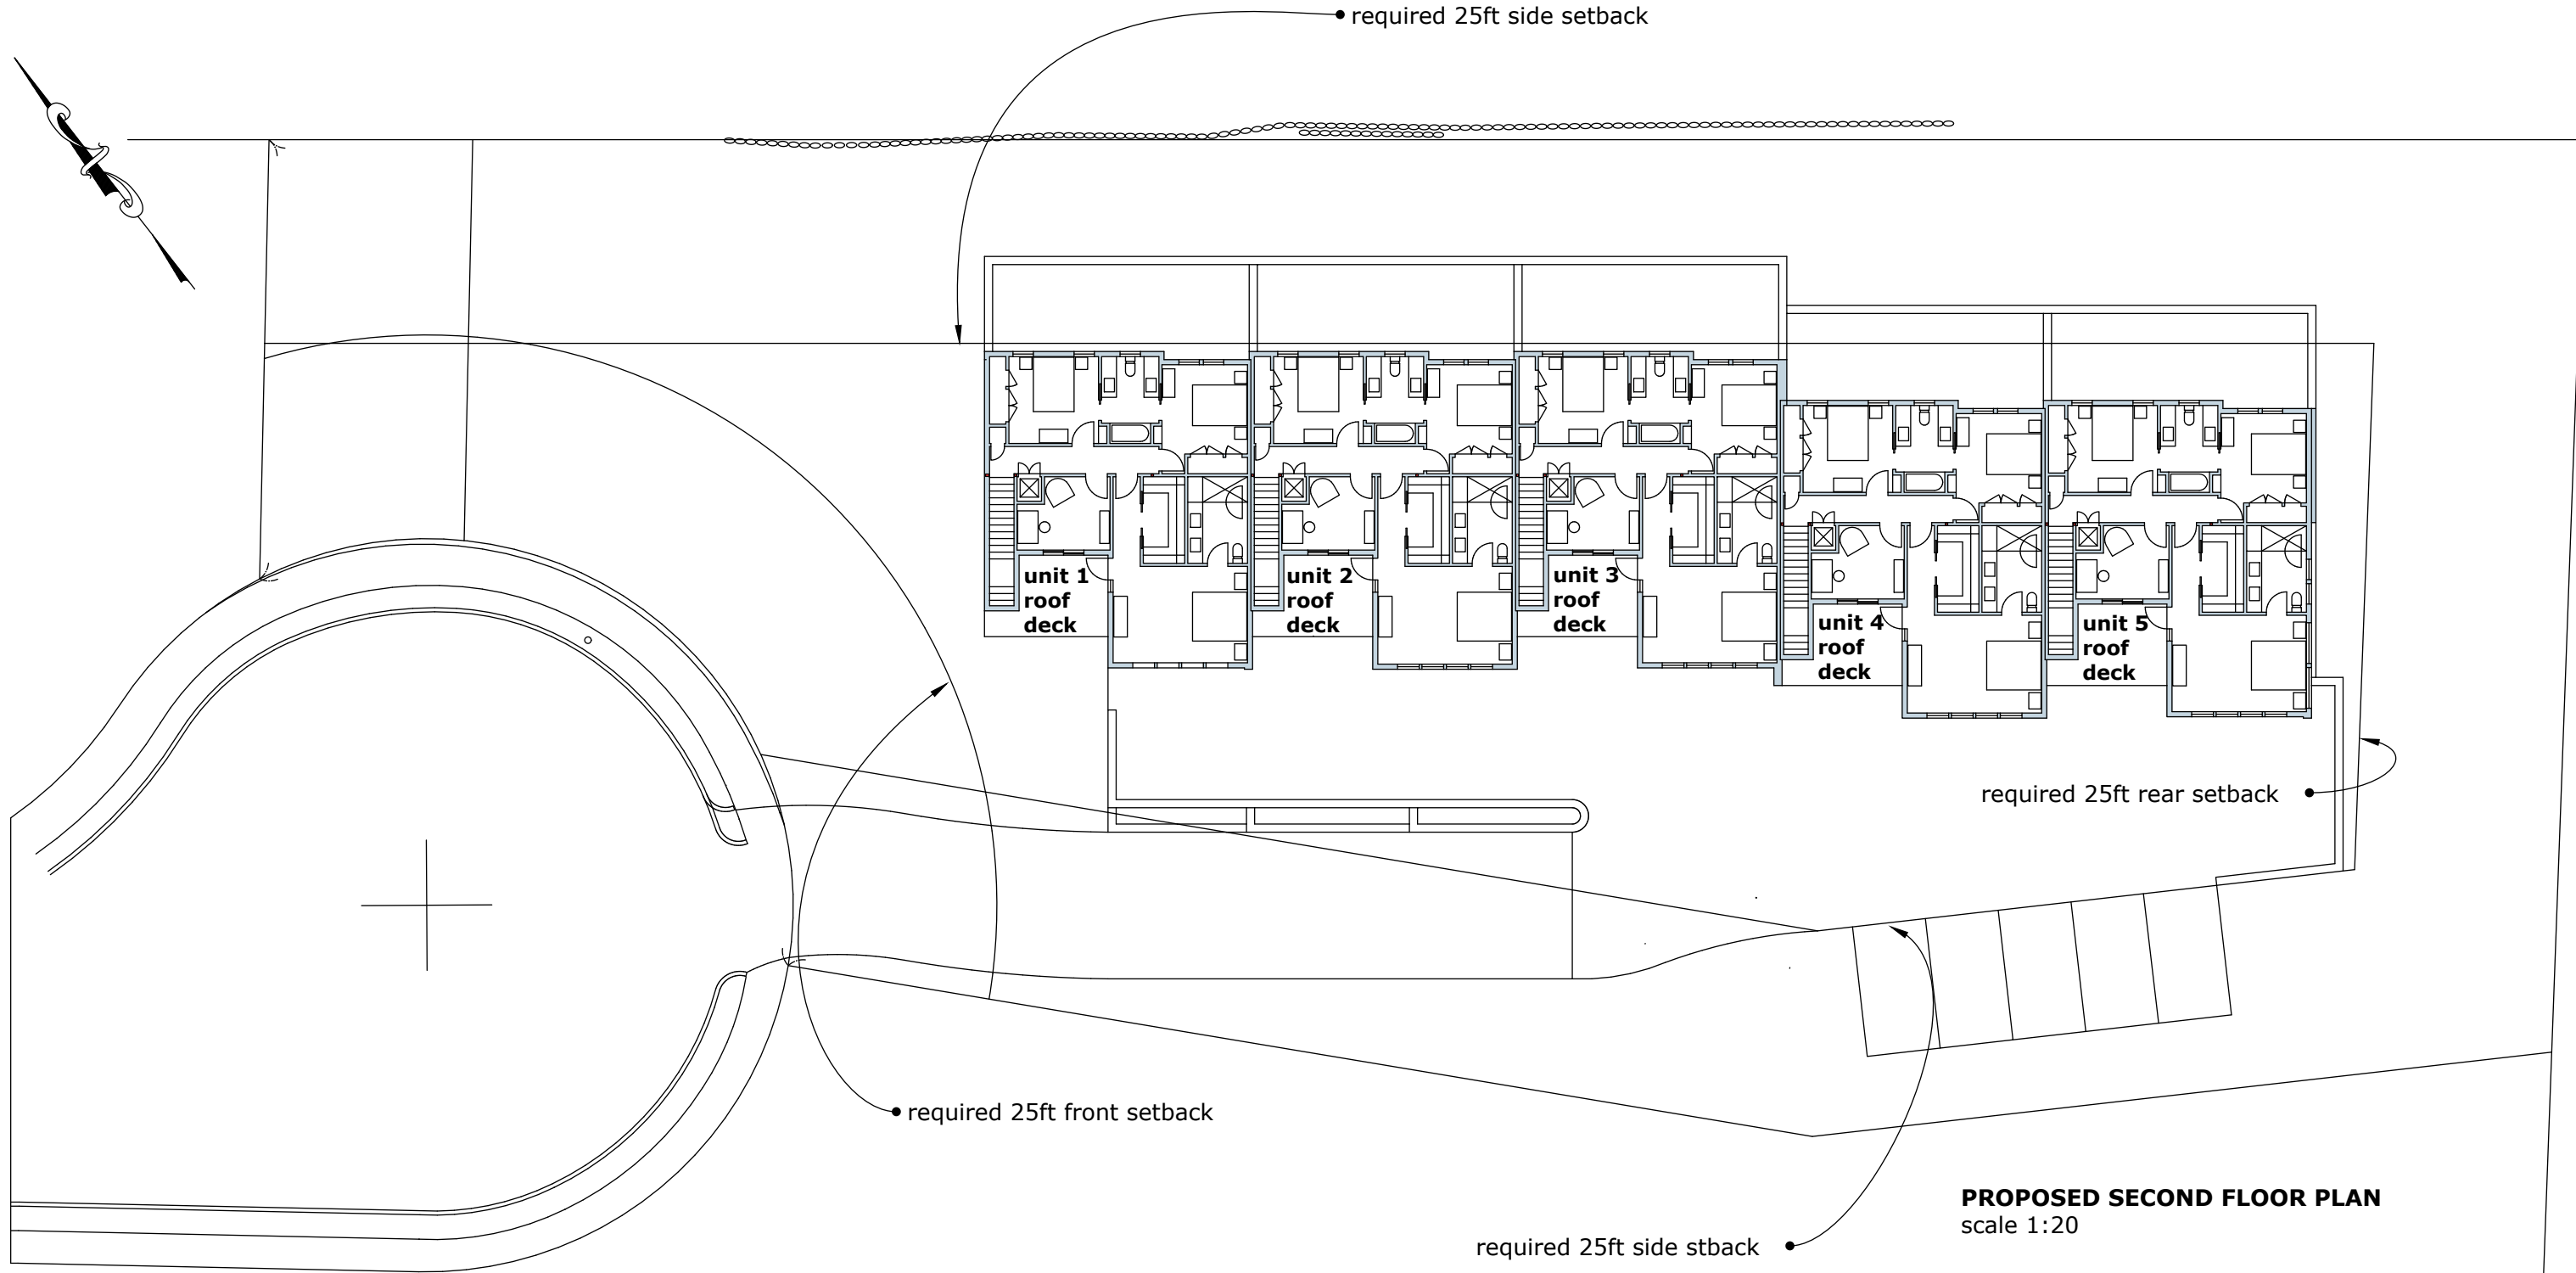 required 25ft side setback
unit 1
roof
deck
unit 2
roof
deck
unit 3
roof
deck
unit 4
roof
deck
unit 5
roof
deck
required 25ft rear setback
required 25ft front setback
PROPOSED SECOND FLOOR PLAN
scale 1:20
required 25ft side stback